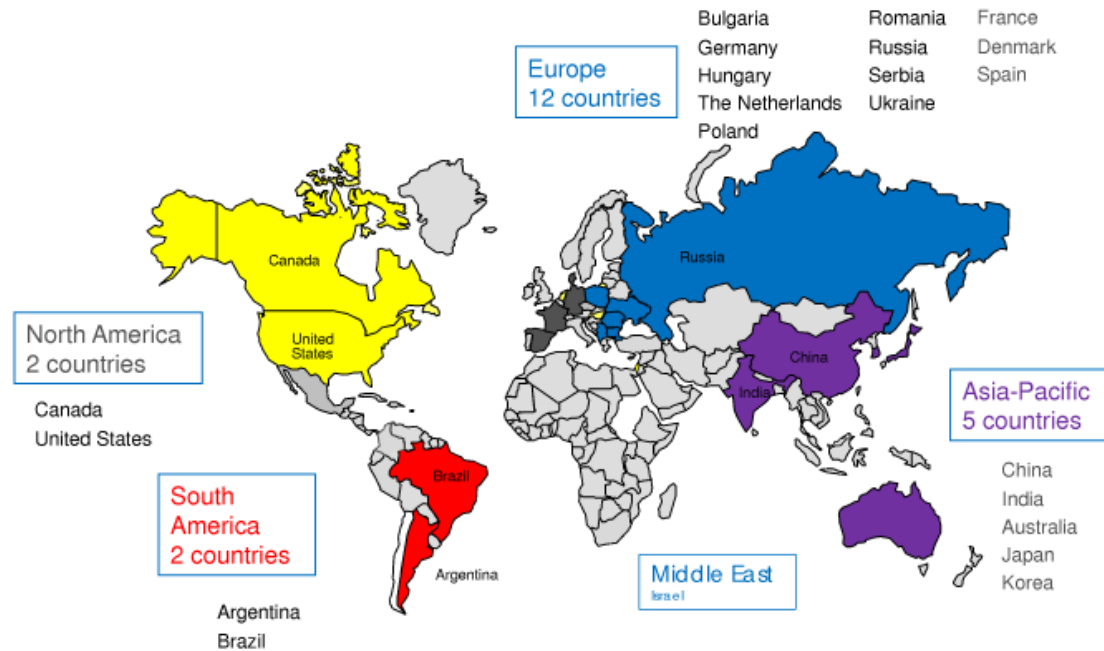 Bulgaria
Germany
Hungary
The Netherlands
Poland
Romania
Russia
Serbia
Ukraine
France
Denmark
Spain
Europe
12 countries
Canada
United
States
Russia
China
India
Brazil
Argentina
North America
2 countries
Canada
United States
South
America
2 countries
Argentina
Brazil
Middle East
Israel
Asia-Pacific
5 countries
China
India
Australia
Japan
Korea